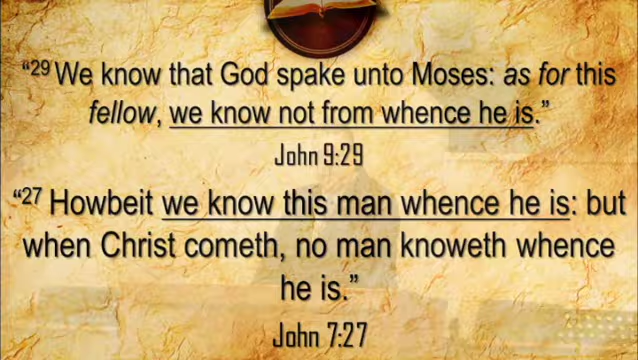 “29 We know that God spake unto Moses: as for this
fellow, we know not from whence he is.”
John 9:29
“27 Howbeit we know this man whence he is: but
when Christ cometh, no man knoweth whence
he is.”
John 7:27